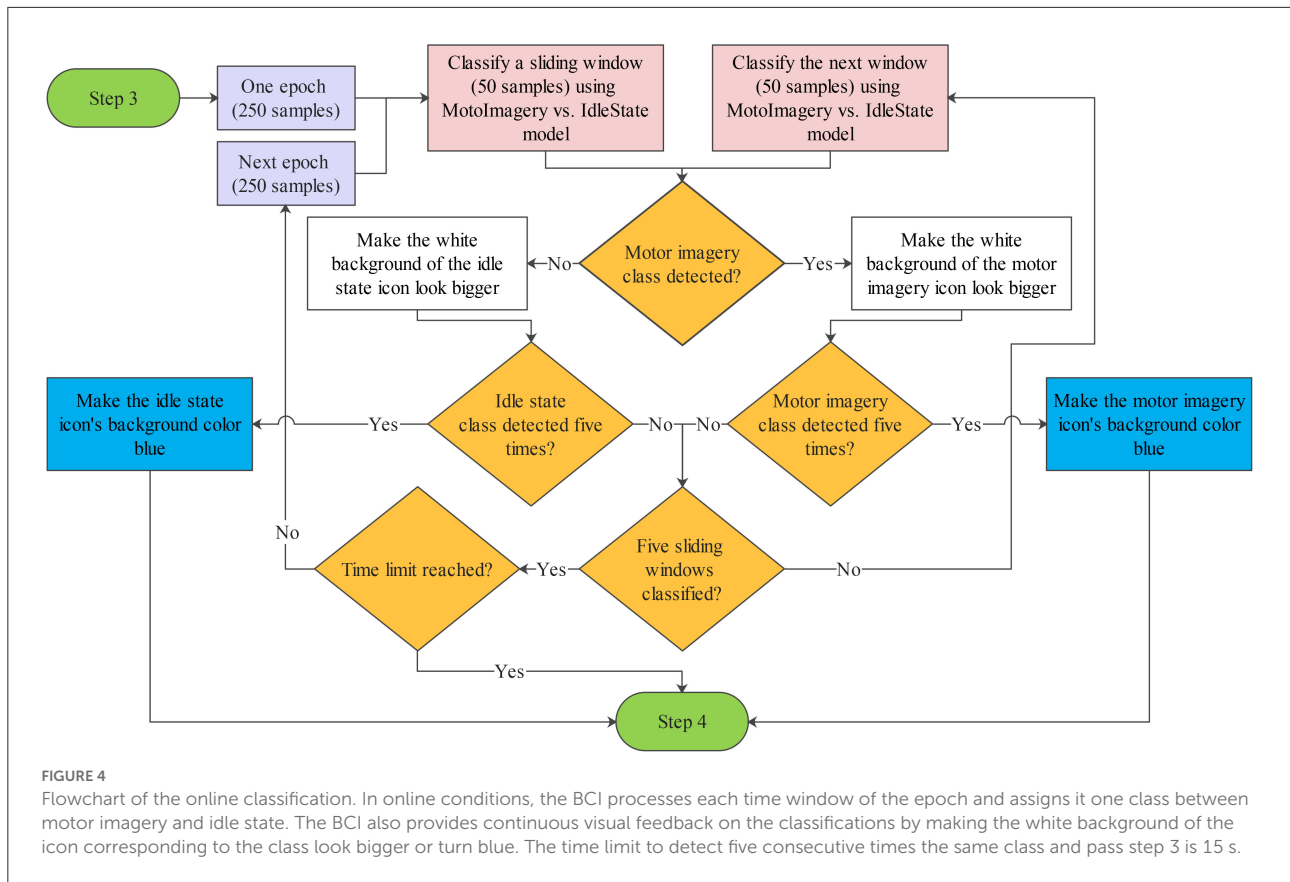 Step 3
One epoch
(250 samples)
Next epoch
(250 samples)
Classify a sliding window
(50 samples) using
MotoImagery vs. IdleState
model
Classify the next window
(50 samples) using
MotoImagery vs. IdleState
model
Motor imagery
class detected?
No
Yes
Make the white
background of the idle
state icon look bigger
Make the white
background of the motor
imagery icon look bigger
Make the idle state
icon's background color
blue
Yes
Idle state
class detected five
times?
No
No
Motor imagery
class detected five
times?
Yes
Make the motor imagery
icon's background color
blue
No
Time limit reached?
Yes
Five sliding
windows
classified?
No
Yes
Step 4
FIGURE 4
Flowchart of the online classification. In online conditions, the BCI processes each time window of the epoch and assigns it one class between
motor imagery and idle state. The BCI also provides continuous visual feedback on the classifications by making the white background of the
icon corresponding to the class look bigger or turn blue. The time limit to detect five consecutive times the same class and pass step 3 is 15 s.